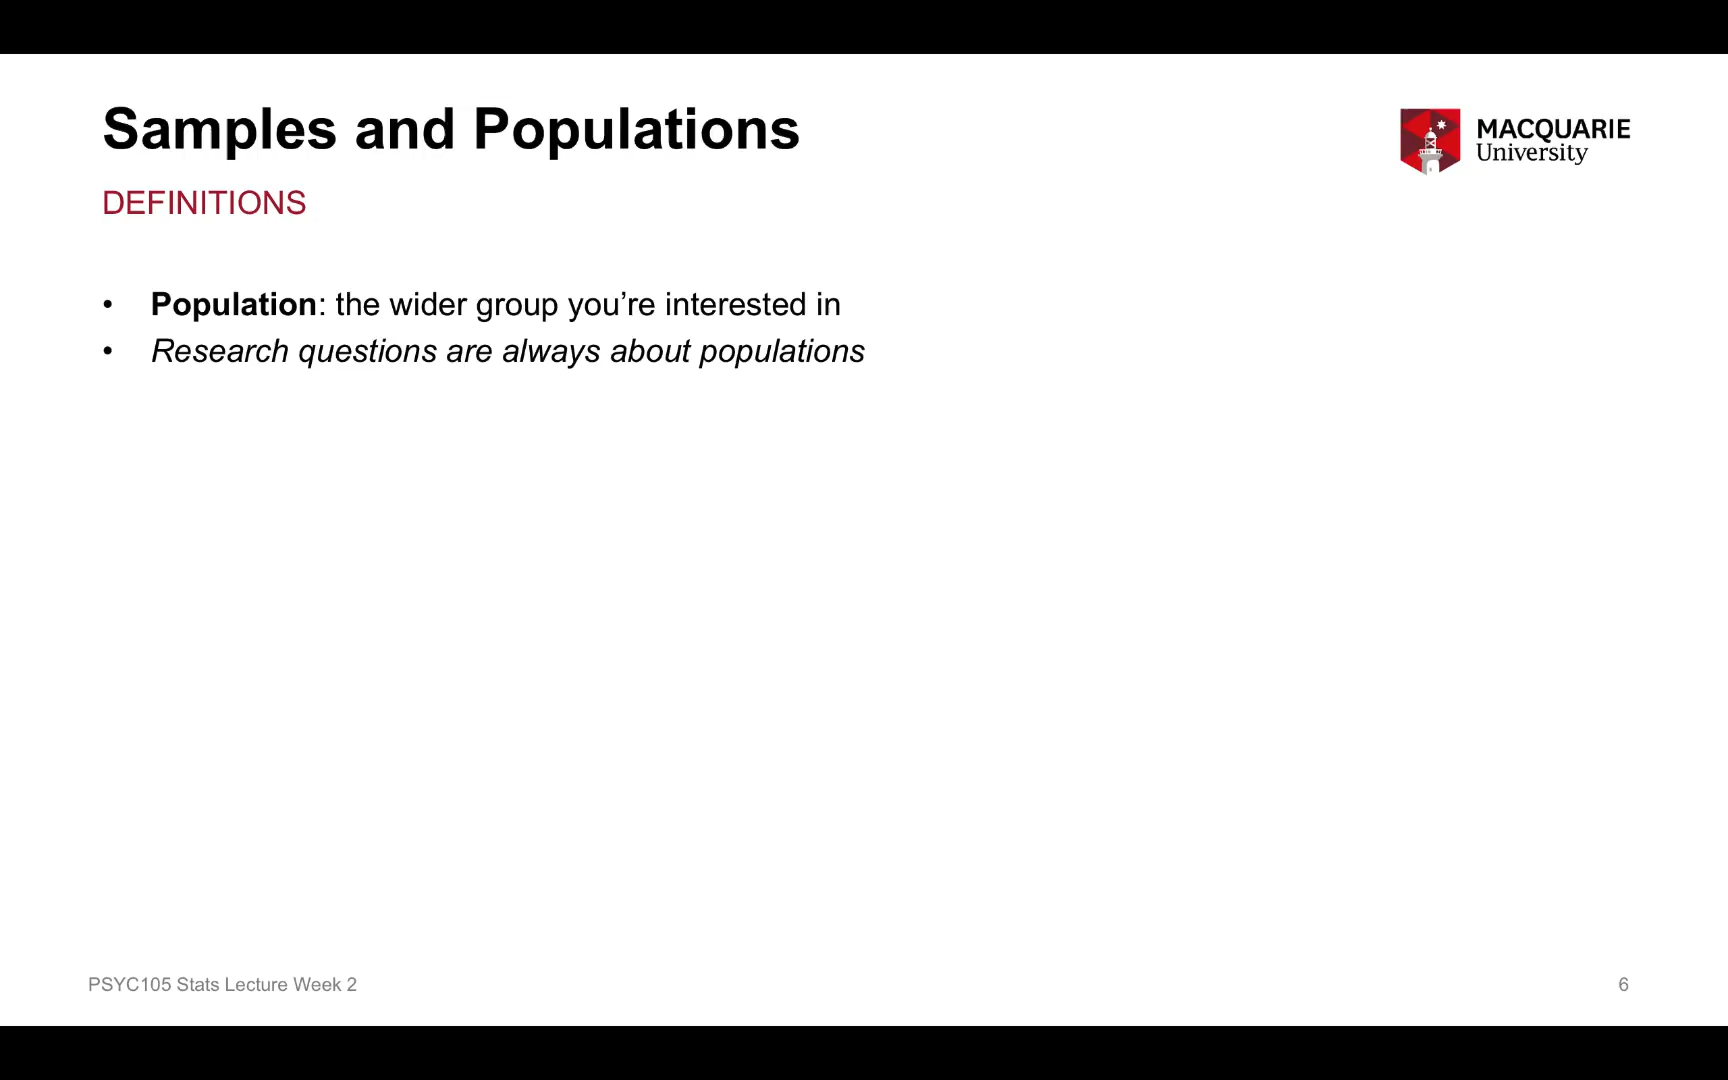 Samples and Populations
MACQUARIE
University
DEFINITIONS
• Population: the wider group you’re interested in
• Research questions are always about populations
PSYC105 Stats Lecture Week 2
6